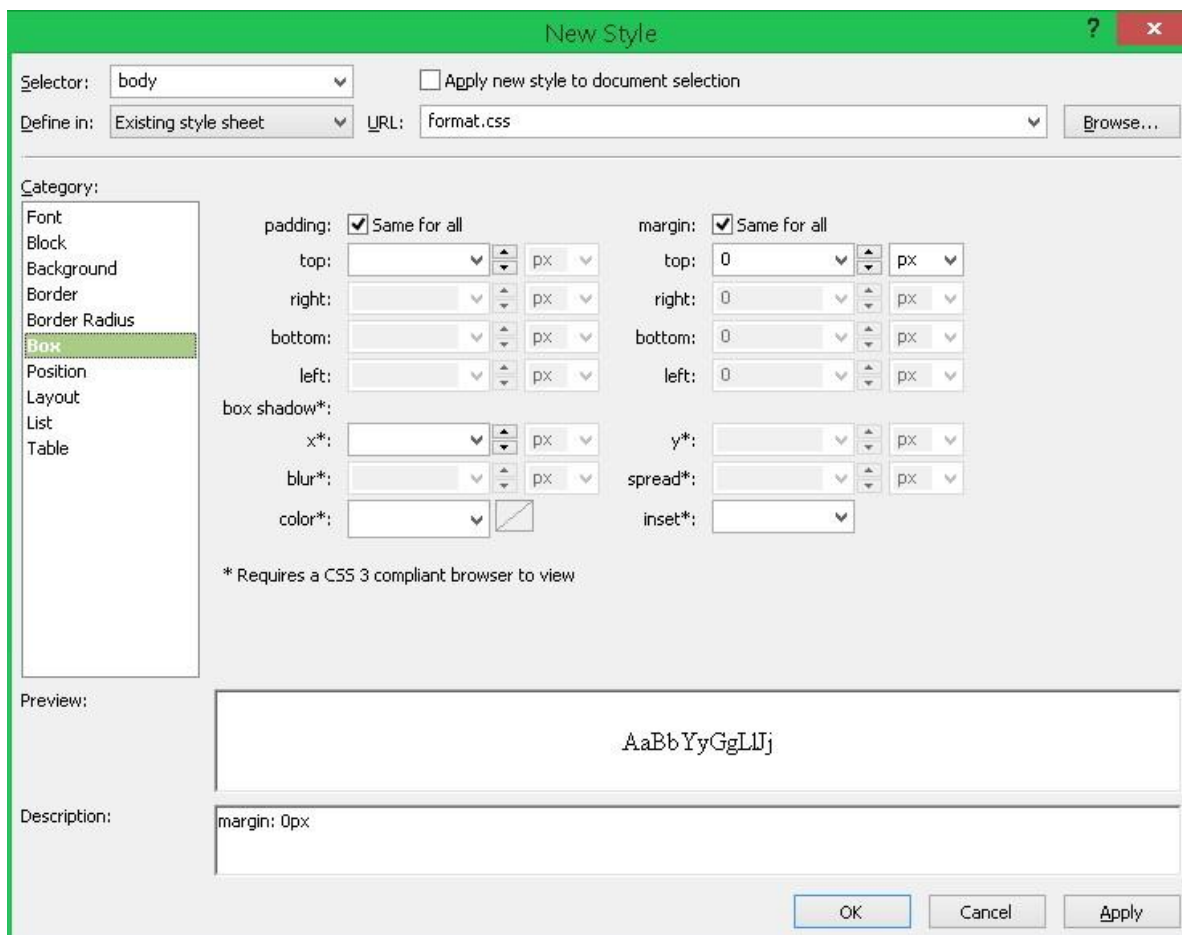 New Style
?
x
Selector: body
Apply new style to document selection
Define in: Existing style sheet URL: format.css Browse...
Category:
Font
Block
Background
Border
Border Radius
Box
Position
Layout
List
Table
padding: Same for all margin: Same for all
top: px top: 0 px
right: px right: 0 px
bottom: px bottom: 0 px
left: px left: 0 px
box shadow*:
x*: px y*: px
blur*: px spread*: px
color*: inset*:
* Requires a CSS 3 compliant browser to view
Preview:
AaBbYyGgLlJj
Description:
margin: 0px
OK Cancel Apply